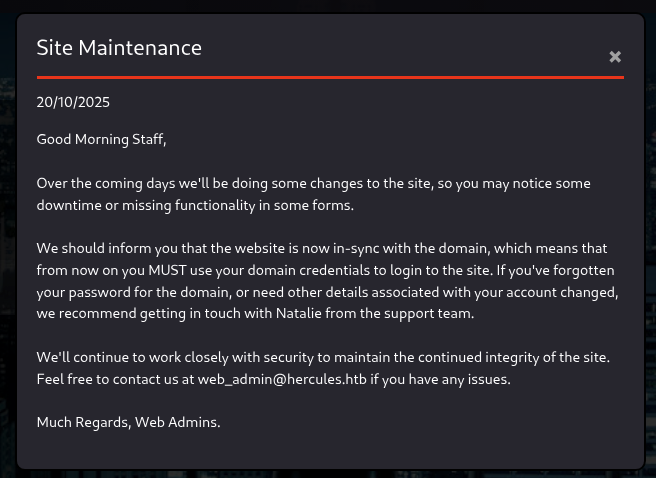 Site Maintenance
×
20/10/2025
Good Morning Staff,
Over the coming days we'll be doing some changes to the site, so you may notice some
downtime or missing functionality in some forms.
We should inform you that the website is now in-sync with the domain, which means that
from now on you MUST use your domain credentials to login to the site. If you've forgotten
your password for the domain, or need other details associated with your account changed,
we recommend getting in touch with Natalie from the support team.
We'll continue to work closely with security to maintain the continued integrity of the site.
Feel free to contact us at web_admin@hercules.htb if you have any issues.
Much Regards, Web Admins.